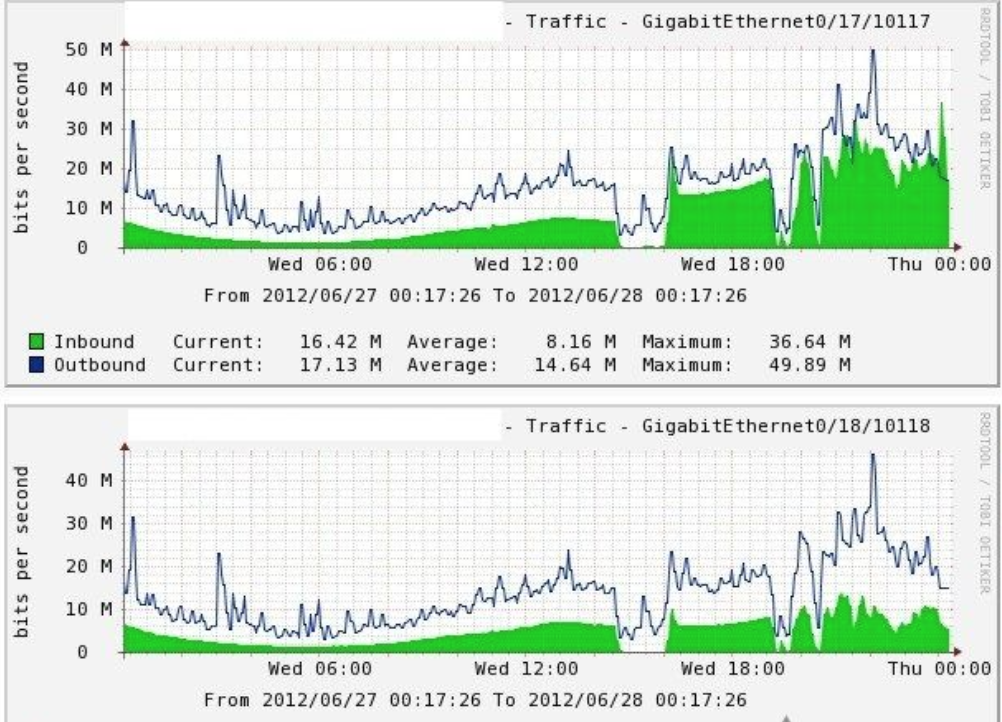 - Traffic - GigabitEthernet0/17/10117
RRDTOOL / TOBI OETIKER
bits per second
50 M
40 M
30 M
20 M
10 M
0
Wed 06:00 Wed 12:00 Wed 18:00 Thu 00:00
From 2012/06/27 00:17:26 To 2012/06/28 00:17:26
Inbound Current: 16.42 M Average: 8.16 M Maximum: 36.64 M
Outbound Current: 17.13 M Average: 14.64 M Maximum: 49.89 M
- Traffic - GigabitEthernet0/18/10118
RRDTOOL / TOBI OETIKER
bits per second
40 M
30 M
20 M
10 M
0
Wed 06:00 Wed 12:00 Wed 18:00 Thu 00:00
From 2012/06/27 00:17:26 To 2012/06/28 00:17:26